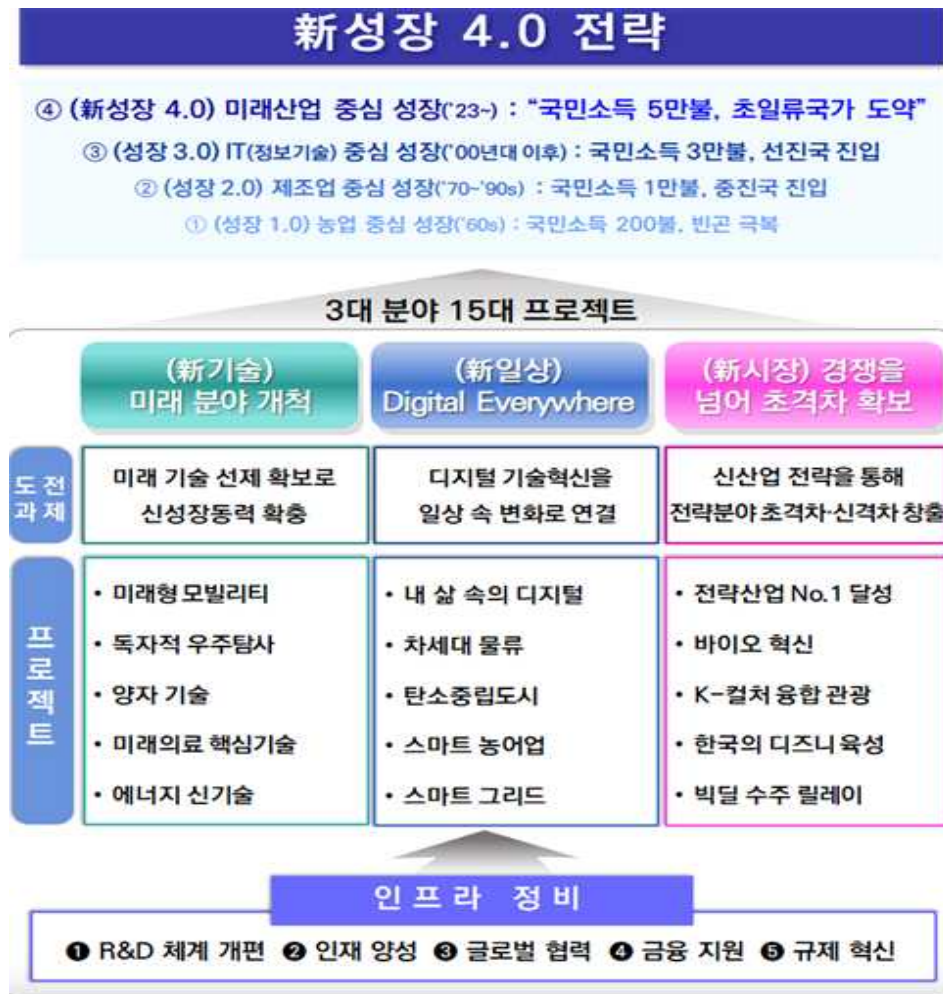 新성장 4.0 전략
④ (新성장 4.0) 미래산업 중심 성장('23~) : “국민소득 5만불, 초일류국가 도약”
③ (성장 3.0) IT(정보기술) 중심 성장('00년대 이후) : 국민소득 3만불, 선진국 진입
② (성장 2.0) 제조업 중심 성장('70~'90s) : 국민소득 1만불, 중진국 진입
① (성장 1.0) 농업 중심 성장('60s) : 국민소득 200불, 빈곤 극복
3대 분야 15대 프로젝트
(新기술)
미래 분야 개척
(新일상)
Digital Everywhere
(新시장) 경쟁을
넘어 초격차 확보
도전
과제
미래 기술 선제 확보로
신성장동력 확충
디지털 기술혁신을
일상 속 변화로 연결
신산업 전략을 통해
전략분야 초격차·신격차 창출
프로젝트
• 미래형 모빌리티
• 독자적 우주탐사
• 양자 기술
• 미래의료 핵심기술
• 에너지 신기술
• 내 삶 속의 디지털
• 차세대 물류
• 탄소중립도시
• 스마트 농어업
• 스마트 그리드
• 전략산업 No.1 달성
• 바이오 혁신
• K-컬처 융합 관광
• 한국의 디즈니 육성
• 빅딜 수주 릴레이
인프라 정비
❶ R&D 체계 개편 ❷ 인재 양성 ❸ 글로벌 협력 ❹ 금융 지원 ❺ 규제 혁신